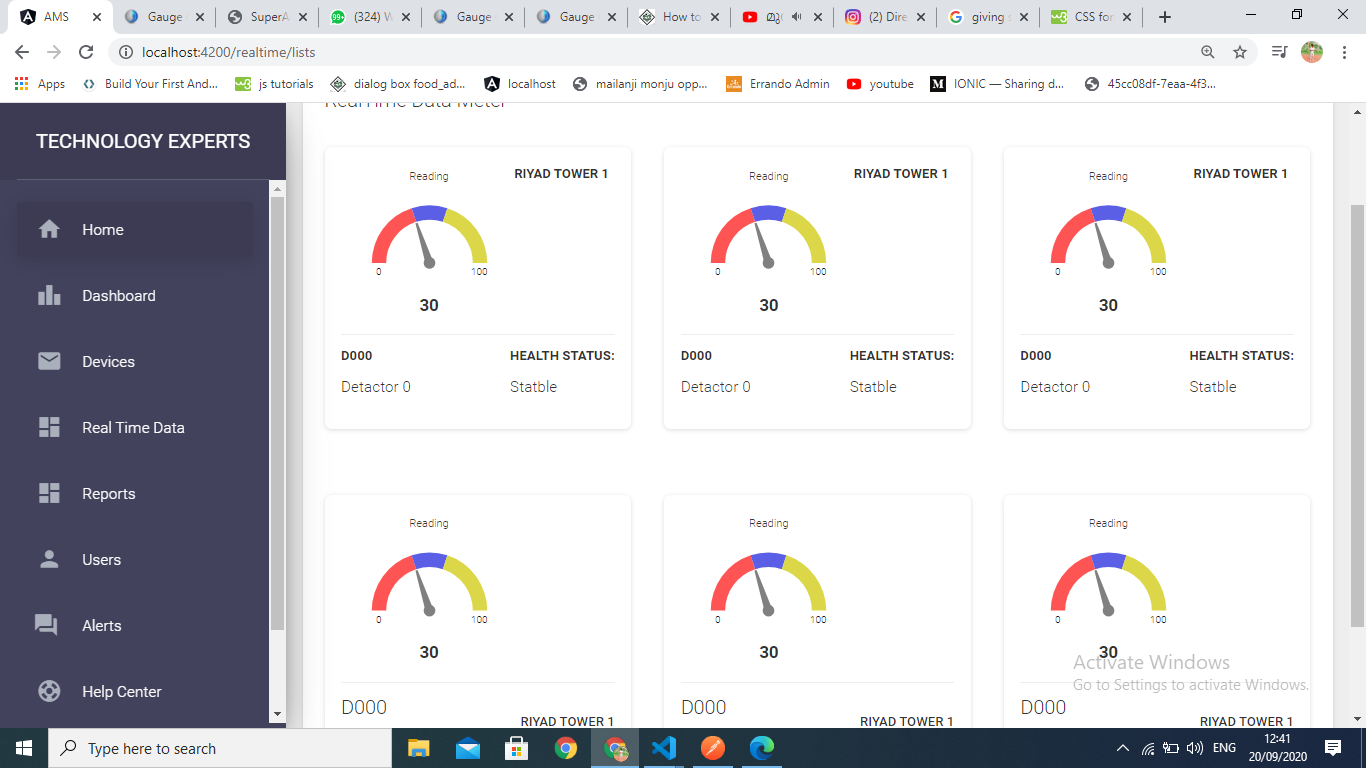 AMS
Gauge
SuperA
99+
(324) W
Gauge
Gauge
How to
(2) Dire
giving s
CSS for
localhost:4200/realtime/lists
Apps
Build Your First And...
js tutorials
dialog box food_ad...
localhost
mailanji monju opp...
Errando Admin
youtube
IONIC — Sharing d...
45cc08df-7eaa-4f3...
TECHNOLOGY EXPERTS
Home
Dashboard
Devices
Real Time Data
Reports
Users
Alerts
Help Center
RealTime Data Meter
Reading
RIYAD TOWER 1
0
100
30
D000
HEALTH STATUS:
Detactor 0
Statble
Reading
RIYAD TOWER 1
0
100
30
D000
HEALTH STATUS:
Detactor 0
Statble
Reading
RIYAD TOWER 1
0
100
30
D000
HEALTH STATUS:
Detactor 0
Statble
Reading
0
100
30
D000
RIYAD TOWER 1
Reading
0
100
30
D000
RIYAD TOWER 1
Reading
0
100
30
D000
RIYAD TOWER 1
Activate Windows
Go to Settings to activate Windows.
Type here to search
ENG
12:41
20/09/2020